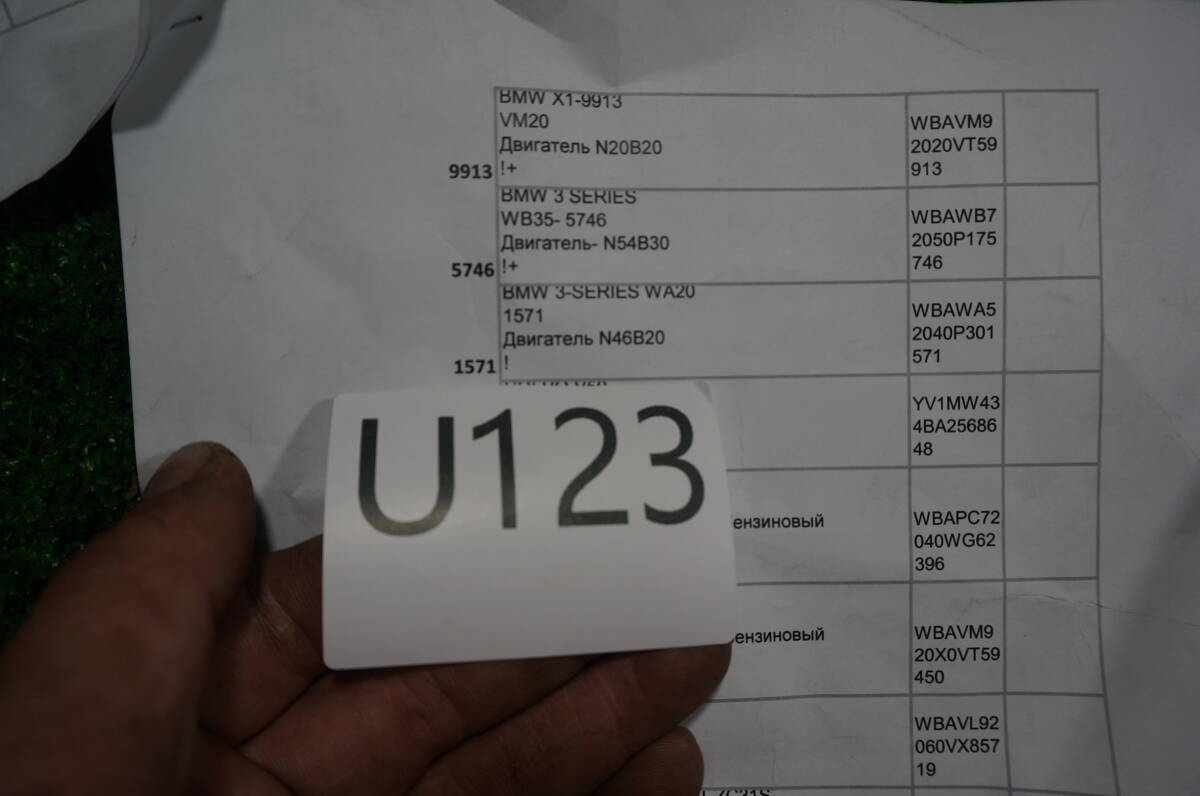 BMW X1-9913
VM20
Двигатель N20B20
9913 !+
WBAVM9
2020VT59
913
BMW 3 SERIES
WB35- 5746
Двигатель- N54B30
5746 !+
WBAWB7
2050P175
746
BMW 3-SERIES WA20
1571
Двигатель N46B20
1571 !
WBAWA5
2040P301
571
U123
YV1MW43
4BA25686
48
ензиновый
WBAPC72
040WG62
396
ензиновый
WBAVM9
20X0VT59
450
WBAVL92
060VX857
19